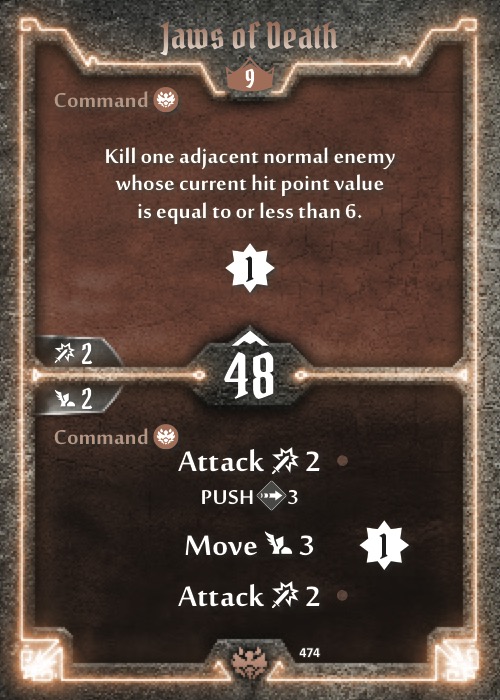 Jaws of Death
9
Command
Kill one adjacent normal enemy
whose current hit point value
is equal to or less than 6.
1
2
48
2
Command
Attack 2
PUSH 3
Move 3
1
Attack 2
474